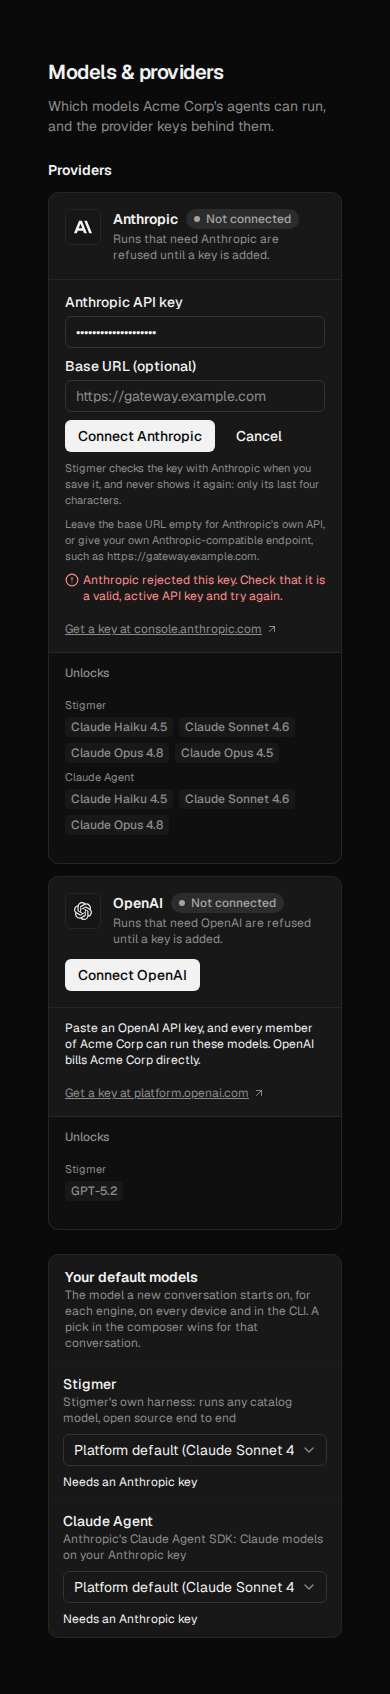 Models & providers
Which models Acme Corp's agents can run,
and the provider keys behind them.
Providers
Anthropic
Not connected
Runs that need Anthropic are
refused until a key is added.
Anthropic API key
••••••••••••••••••••
Base URL (optional)
https://gateway.example.com
Connect Anthropic
Cancel
Stigmer checks the key with Anthropic when you
save it, and never shows it again: only its last four
characters.
Leave the base URL empty for Anthropic's own API,
or give your own Anthropic-compatible endpoint,
such as https://gateway.example.com.
Anthropic rejected this key. Check that it is
a valid, active API key and try again.
Get a key at console.anthropic.com
Unlocks
Stigmer
Claude Haiku 4.5 Claude Sonnet 4.6
Claude Opus 4.8 Claude Opus 4.5
Claude Agent
Claude Haiku 4.5 Claude Sonnet 4.6
Claude Opus 4.8
OpenAI
Not connected
Runs that need OpenAI are refused
until a key is added.
Connect OpenAI
Paste an OpenAI API key, and every member
of Acme Corp can run these models. OpenAI
bills Acme Corp directly.
Get a key at platform.openai.com
Unlocks
Stigmer
GPT-5.2
Your default models
The model a new conversation starts on, for
each engine, on every device and in the CLI. A
pick in the composer wins for that
conversation.
Stigmer
Stigmer's own harness: runs any catalog
model, open source end to end
Platform default (Claude Sonnet 4
Needs an Anthropic key
Claude Agent
Anthropic's Claude Agent SDK: Claude models
on your Anthropic key
Platform default (Claude Sonnet 4
Needs an Anthropic key